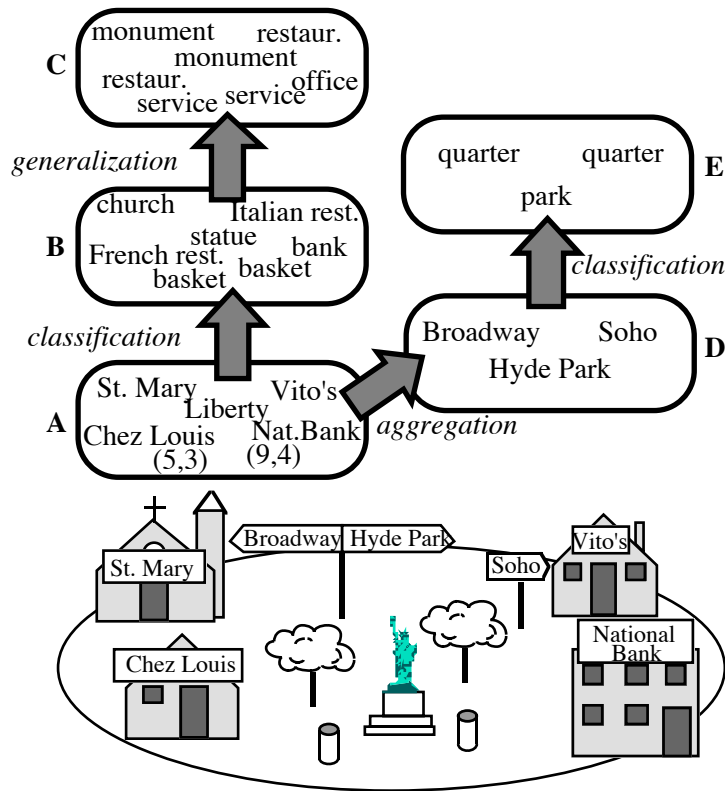 monument restaur.
C monument
restaur. office
service service
generalization
quarter quarter E
park
church Italian rest.
B statue
French rest. bank
basket basket
classification
classification
Broadway Soho D
Hyde Park
St. Mary Vito's
Liberty
A Chez Louis Nat.Bank
(5,3) (9,4)
aggregation
Broadway Hyde Park
Vito's
St. Mary
Soho
National
Bank
Chez Louis